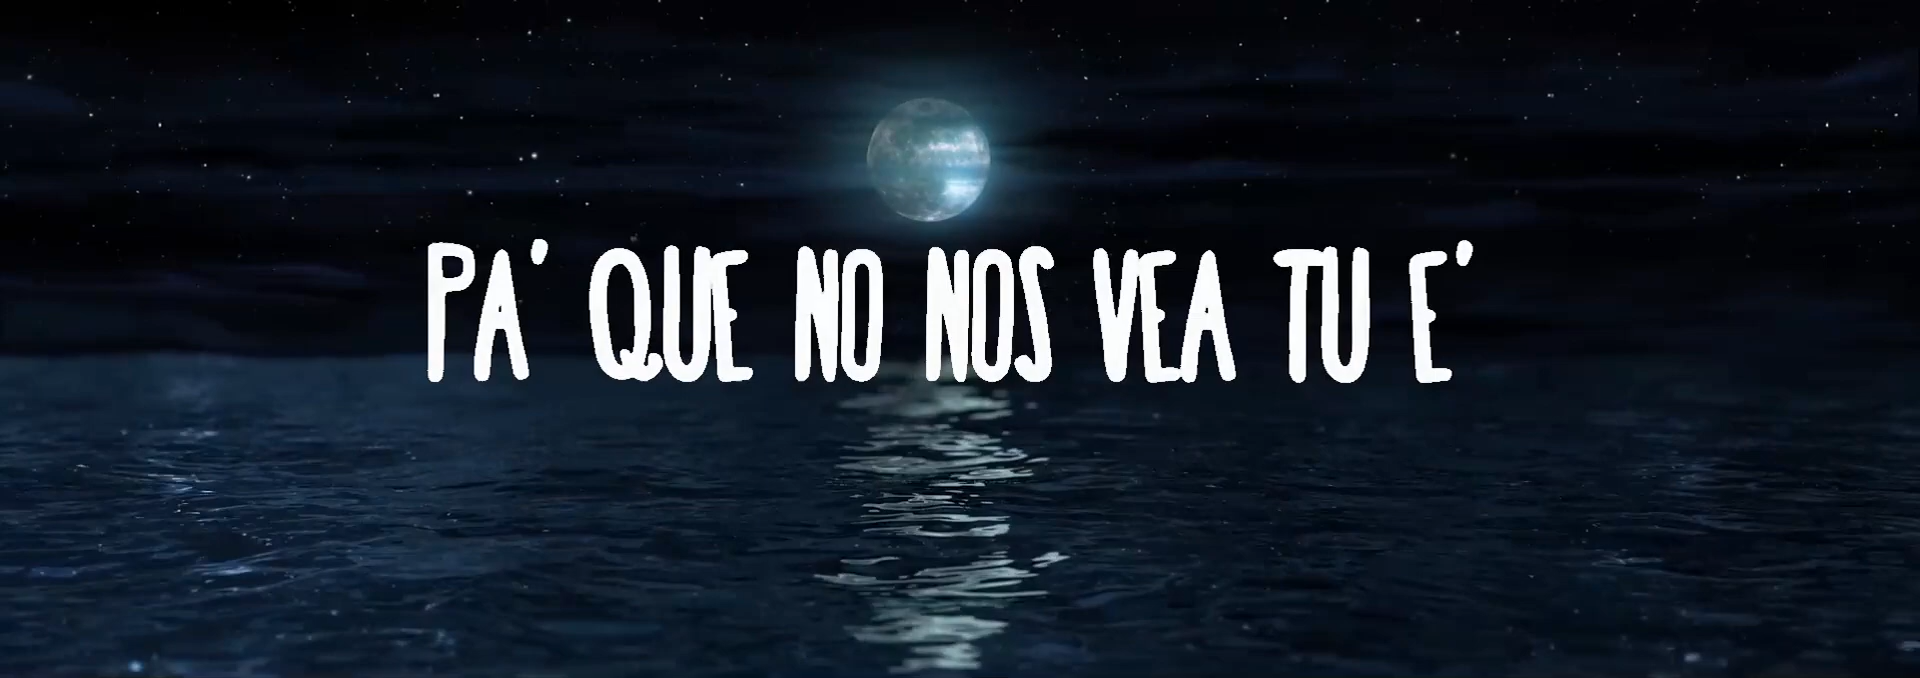 PA' QUE NO NOS VEA TU E'